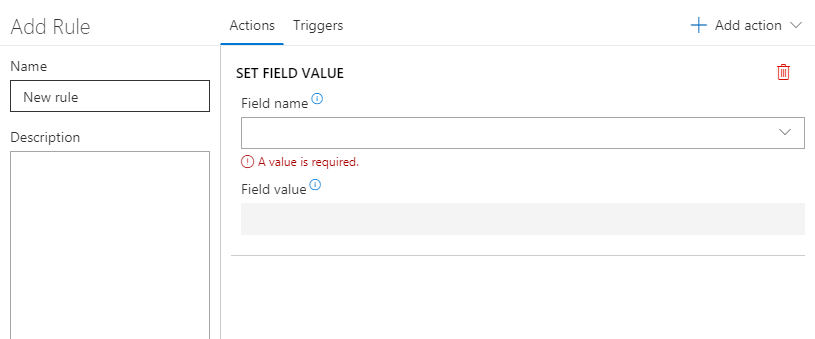 Add Rule
Actions
Triggers
Add action
Name
New rule
Description
SET FIELD VALUE
Field name
A value is required.
Field value